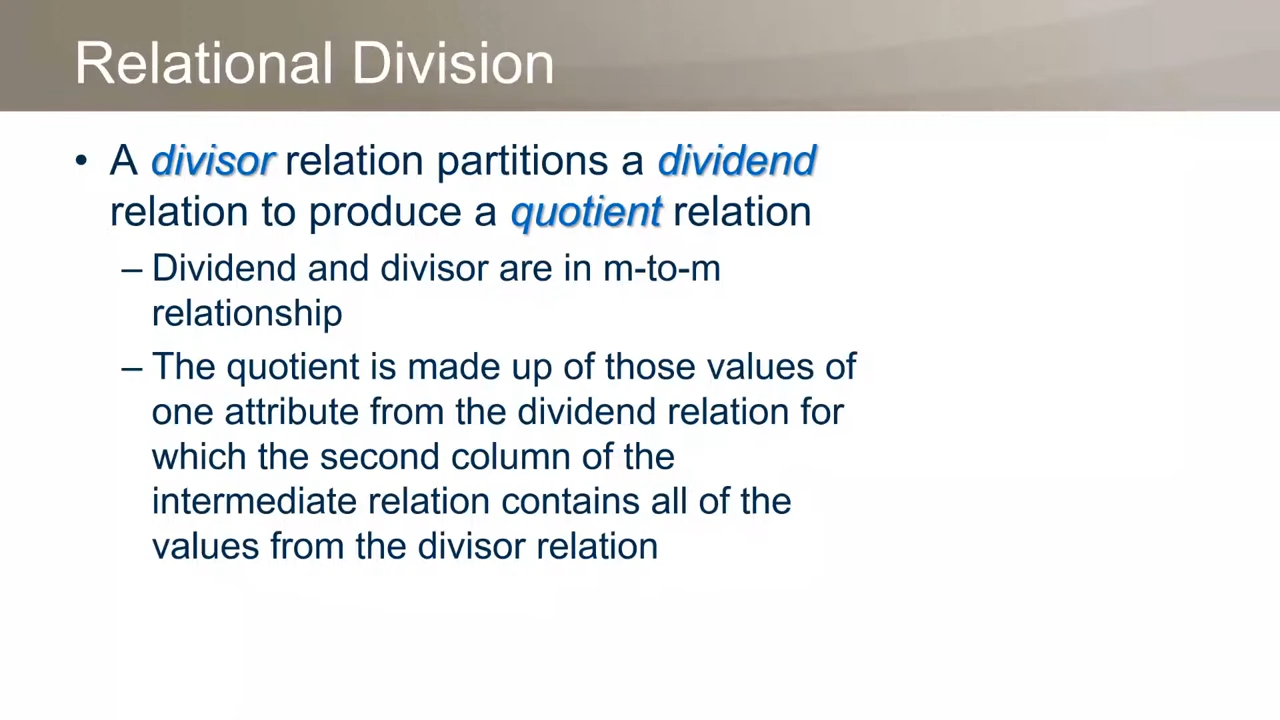 Relational Division
• A divisor relation partitions a dividend
relation to produce a quotient relation
– Dividend and divisor are in m-to-m
relationship
– The quotient is made up of those values of
one attribute from the dividend relation for
which the second column of the
intermediate relation contains all of the
values from the divisor relation